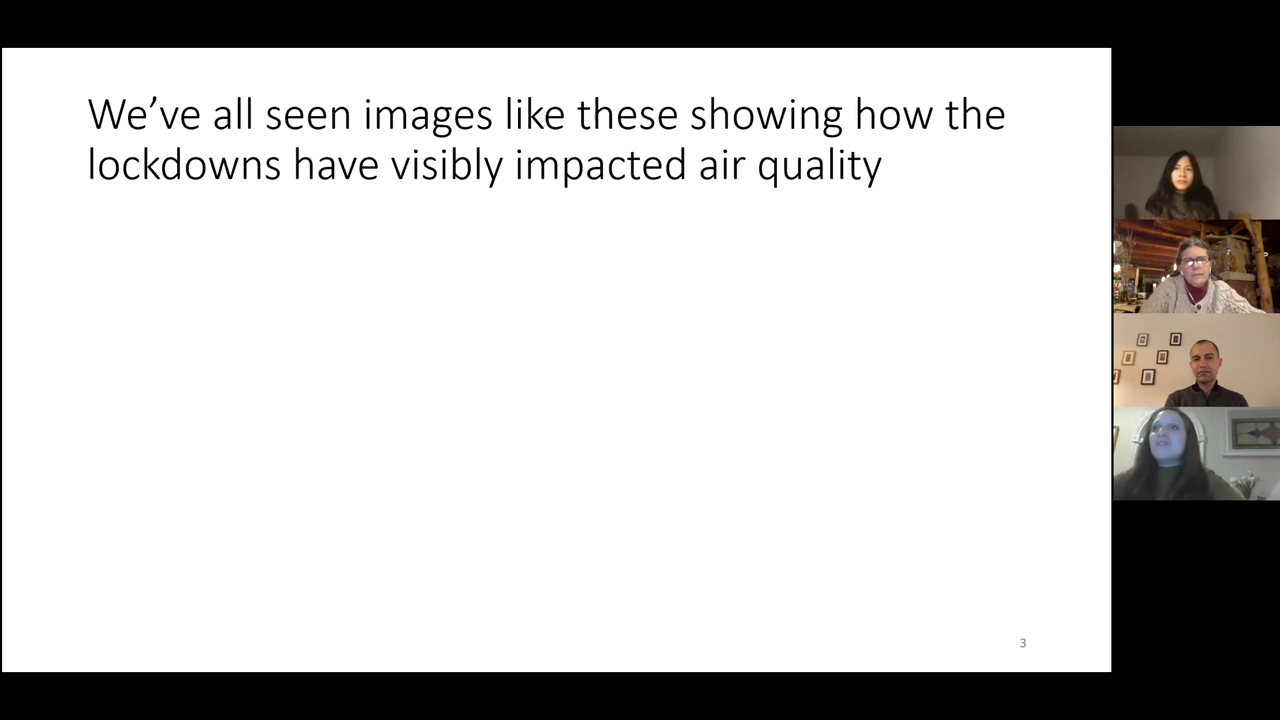 We’ve all seen images like these showing how the
lockdowns have visibly impacted air quality
3